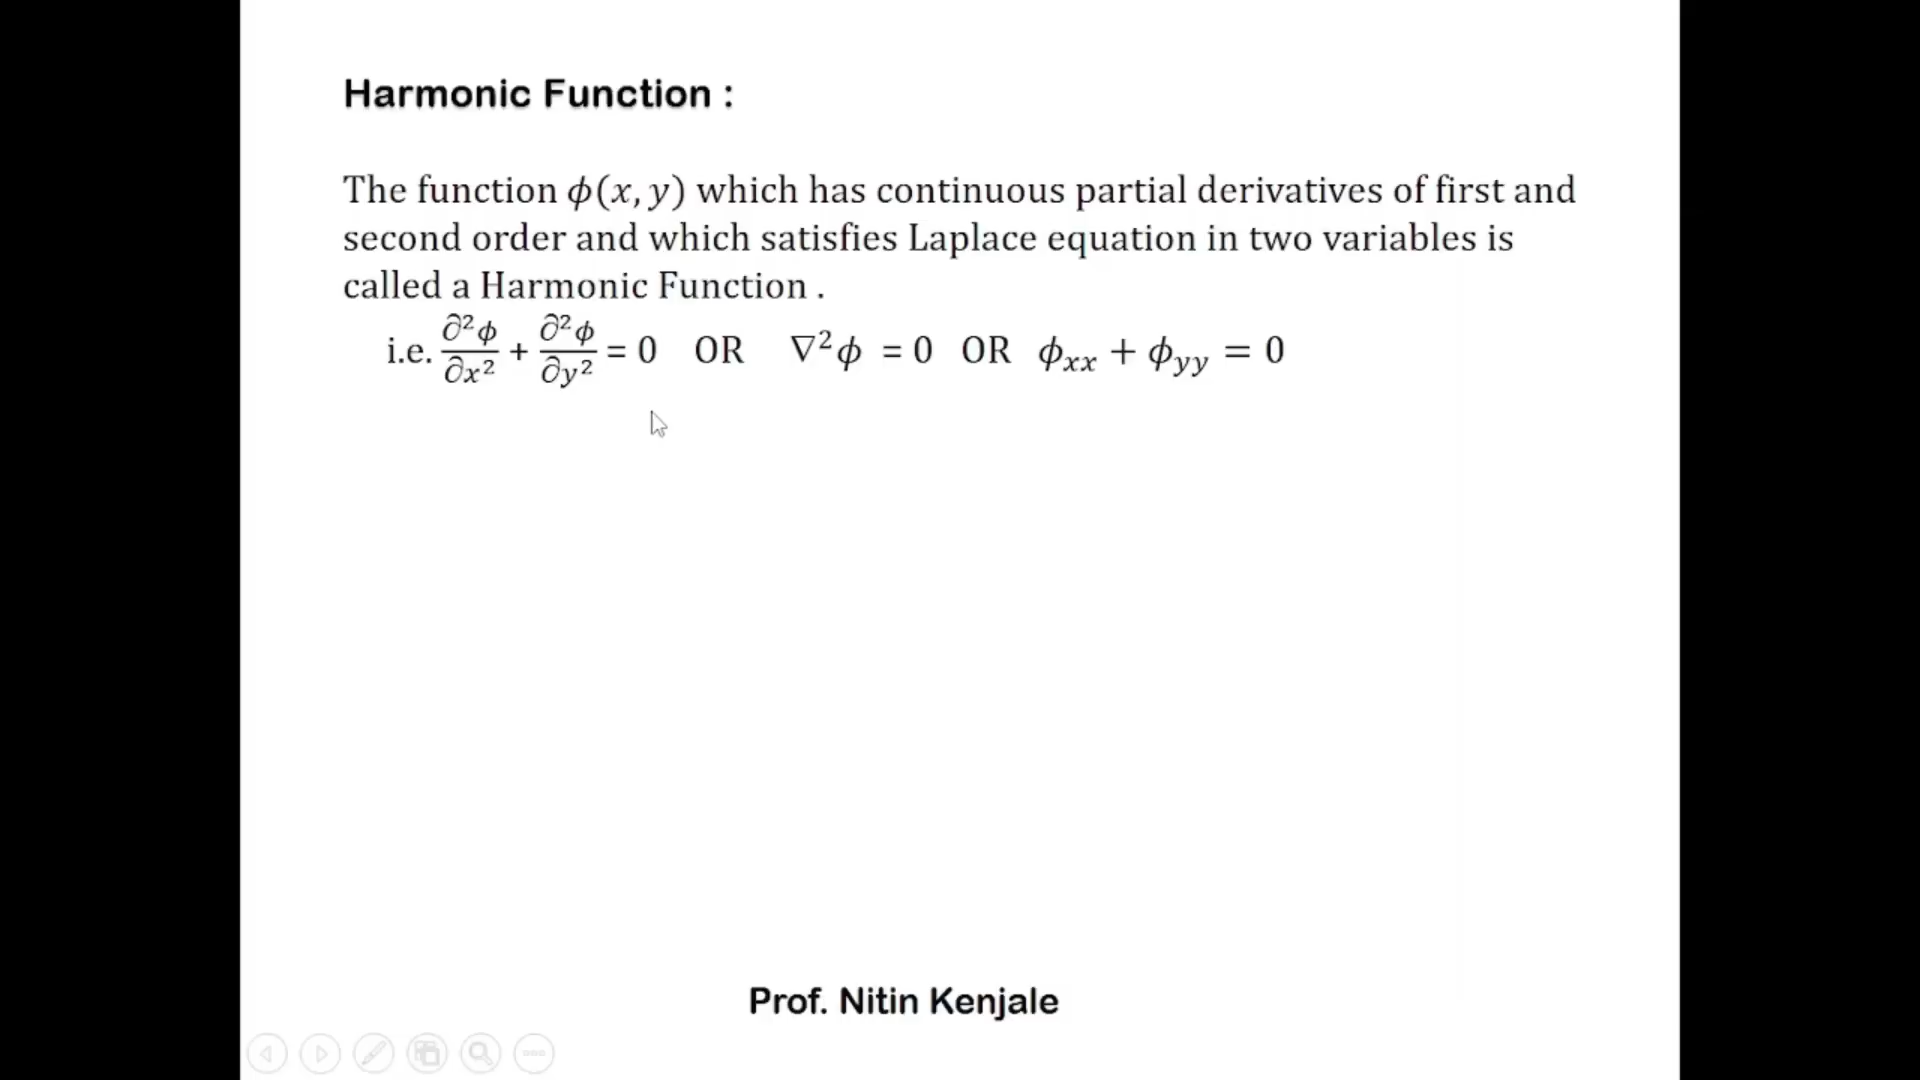 Harmonic Function :
The function ϕ(x, y) which has continuous partial derivatives of first and
second order and which satisfies Laplace equation in two variables is
called a Harmonic Function .
i.e. ∂²ϕ/∂x² + ∂²ϕ/∂y² = 0 OR ∇²ϕ = 0 OR ϕₓₓ + ϕyy = 0
Prof. Nitin Kenjale